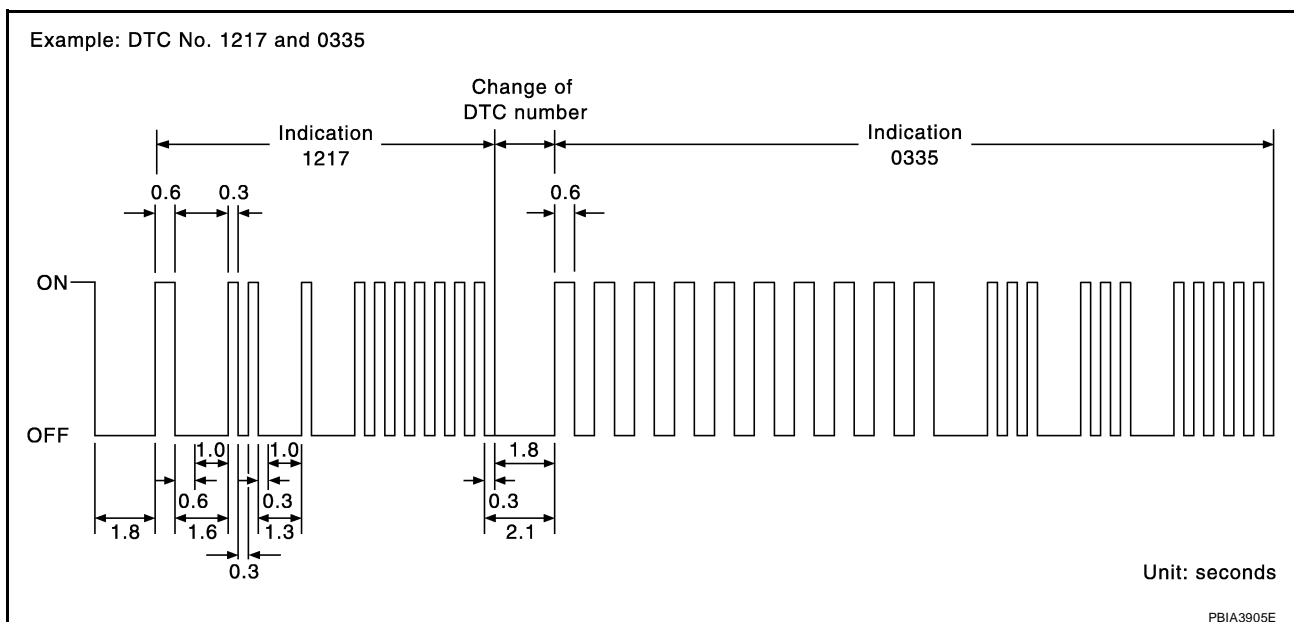 Example: DTC No. 1217 and 0335
Change of
DTC number
Indication
1217
Indication
0335
0.6
0.3
0.6
ON
OFF
1.0
1.0
1.8
0.6
0.3
0.3
1.8
1.6
1.3
2.1
0.3
Unit: seconds
PBIA3905E